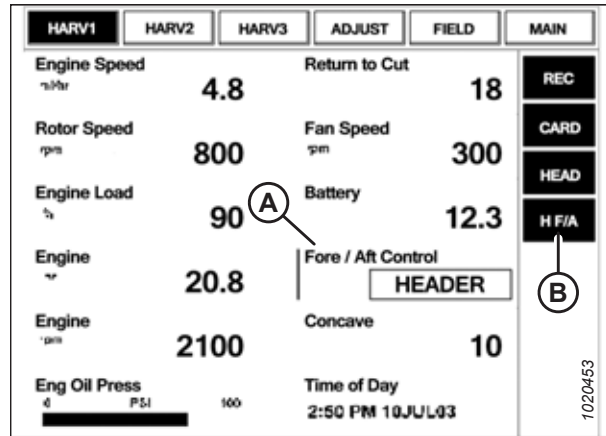 HARV1 HARV2 HARV3 ADJUST FIELD MAIN
Engine Speed Return to Cut REC
4.8 18
Rotor Speed Fan Speed CARD
rpm rpm
800 300
HEAD
Engine Load Battery
% A
90 12.3 H F/A
Engine Fore / Aft Control
20.8 HEADER B
Engine Concave
rpm
2100 10
Eng Oil Press Time of Day
0 PSI 100
2:50 PM 10JUL03
1020453